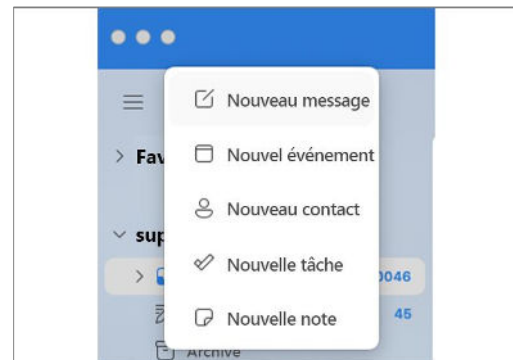 Nouveau message
Fav
Nouvel événement
Nouveau contact
sup
Nouvelle tâche
0046
Nouvelle note
45
Archive